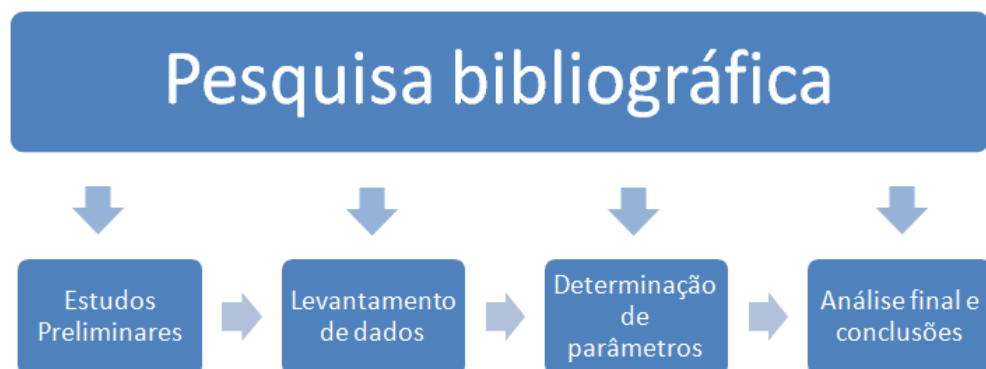 Pesquisa bibliográfica
Estudos
Preliminares
Levantamento
de dados
Determinação
de
parâmetros
Análise final e
conclusões